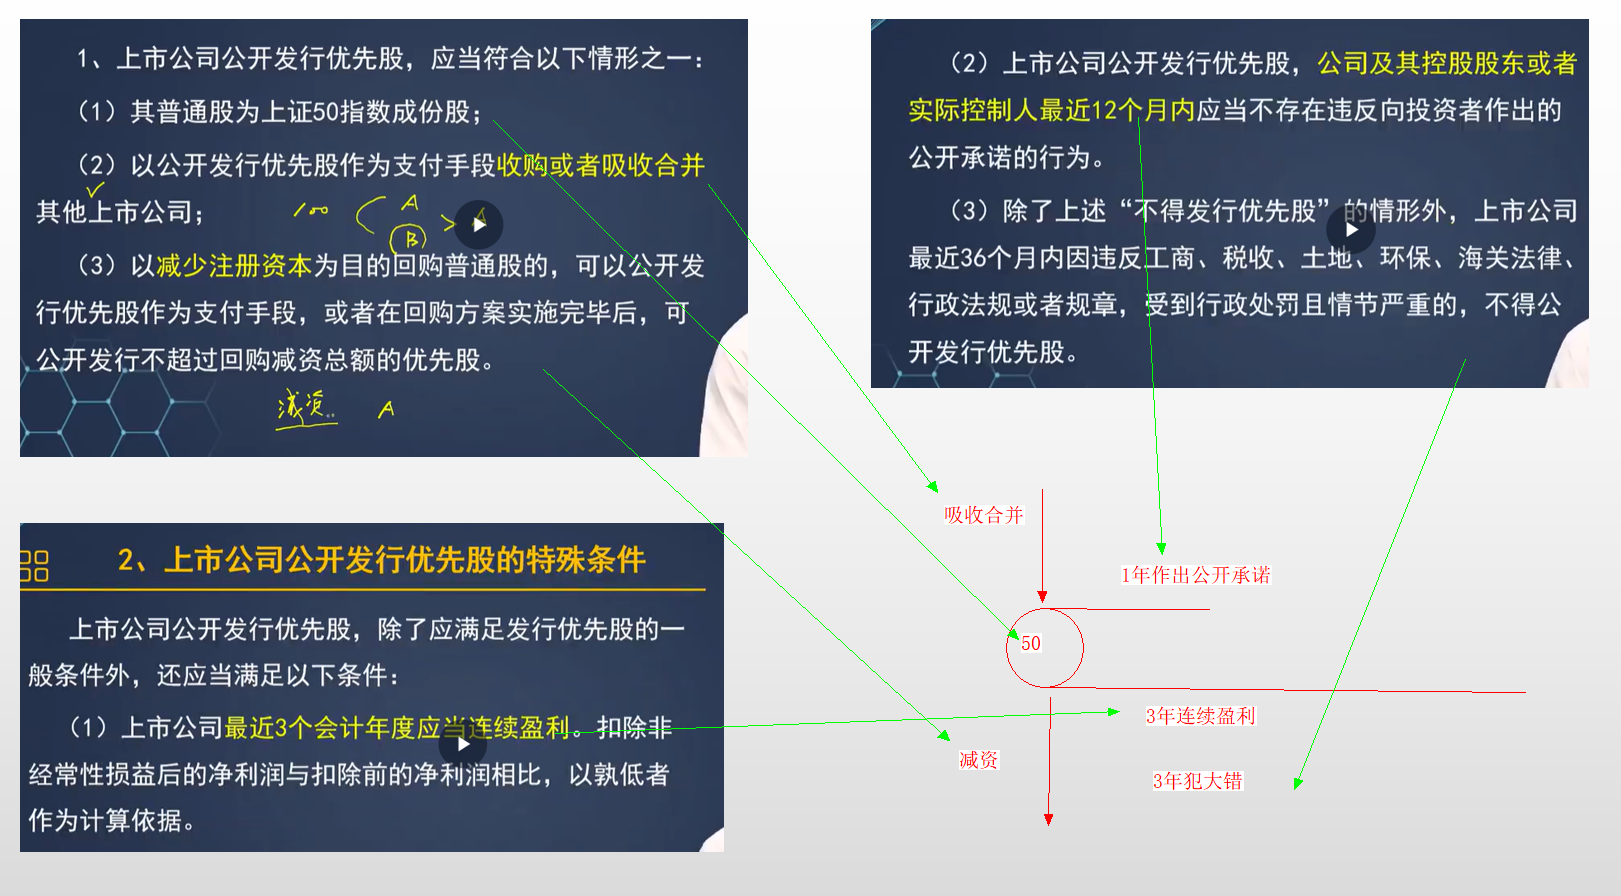 1、上市公司公开发行优先股，应当符合以下情形之一：
（1）其普通股为上证50指数成份股；
（2）以公开发行优先股作为支付手段收购或者吸收合并
其他上市公司；
100 A B > A
（3）以减少注册资本为目的回购普通股的，可以公开发
行优先股作为支付手段，或者在回购方案实施完毕后，可
公开发行不超过回购减资总额的优先股。
减资.. A
（2）上市公司公开发行优先股，公司及其控股股东或者
实际控制人最近12个月内应当不存在违反向投资者作出的
公开承诺的行为。
（3）除了上述“不得发行优先股”的情形外，上市公司
最近36个月内因违反工商、税收、土地、环保、海关法律、
行政法规或者规章，受到行政处罚且情节严重的，不得公
开发行优先股。
2、上市公司公开发行优先股的特殊条件
上市公司公开发行优先股，除了应满足发行优先股的一
般条件外，还应当满足以下条件：
（1）上市公司最近3个会计年度应当连续盈利。扣除非
经常性损益后的净利润与扣除前的净利润相比，以孰低者
作为计算依据。
吸收合并
1年作出公开承诺
50
3年连续盈利
减资
3年犯大错